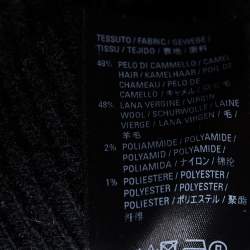 TESSUTO / FABRIC / GEWEBE /
TISSU / TEJIDO / 表地 / 面料
48% PELO DI CAMMELLO / CAMEL
HAIR / KAMELHAAR / POIL DE
CHAMEAU / PELO DE
CAMELLO / キャメル / 驼毛
48% LANA VERGINE / VIRGIN
WOOL / SCHURWOLLE / LAINE
VIERGE / LANA VIRGEN / 毛 /
羊毛
2% POLIAMMIDE / POLYAMIDE /
POLYAMID / POLYAMIDE /
POLIAMIDA / ナイロン / 锦纶
1% POLIESTERE / POLYESTER /
POLYESTER / POLYESTER /
POLIESTER / ポリエステル / 聚酯
纤维